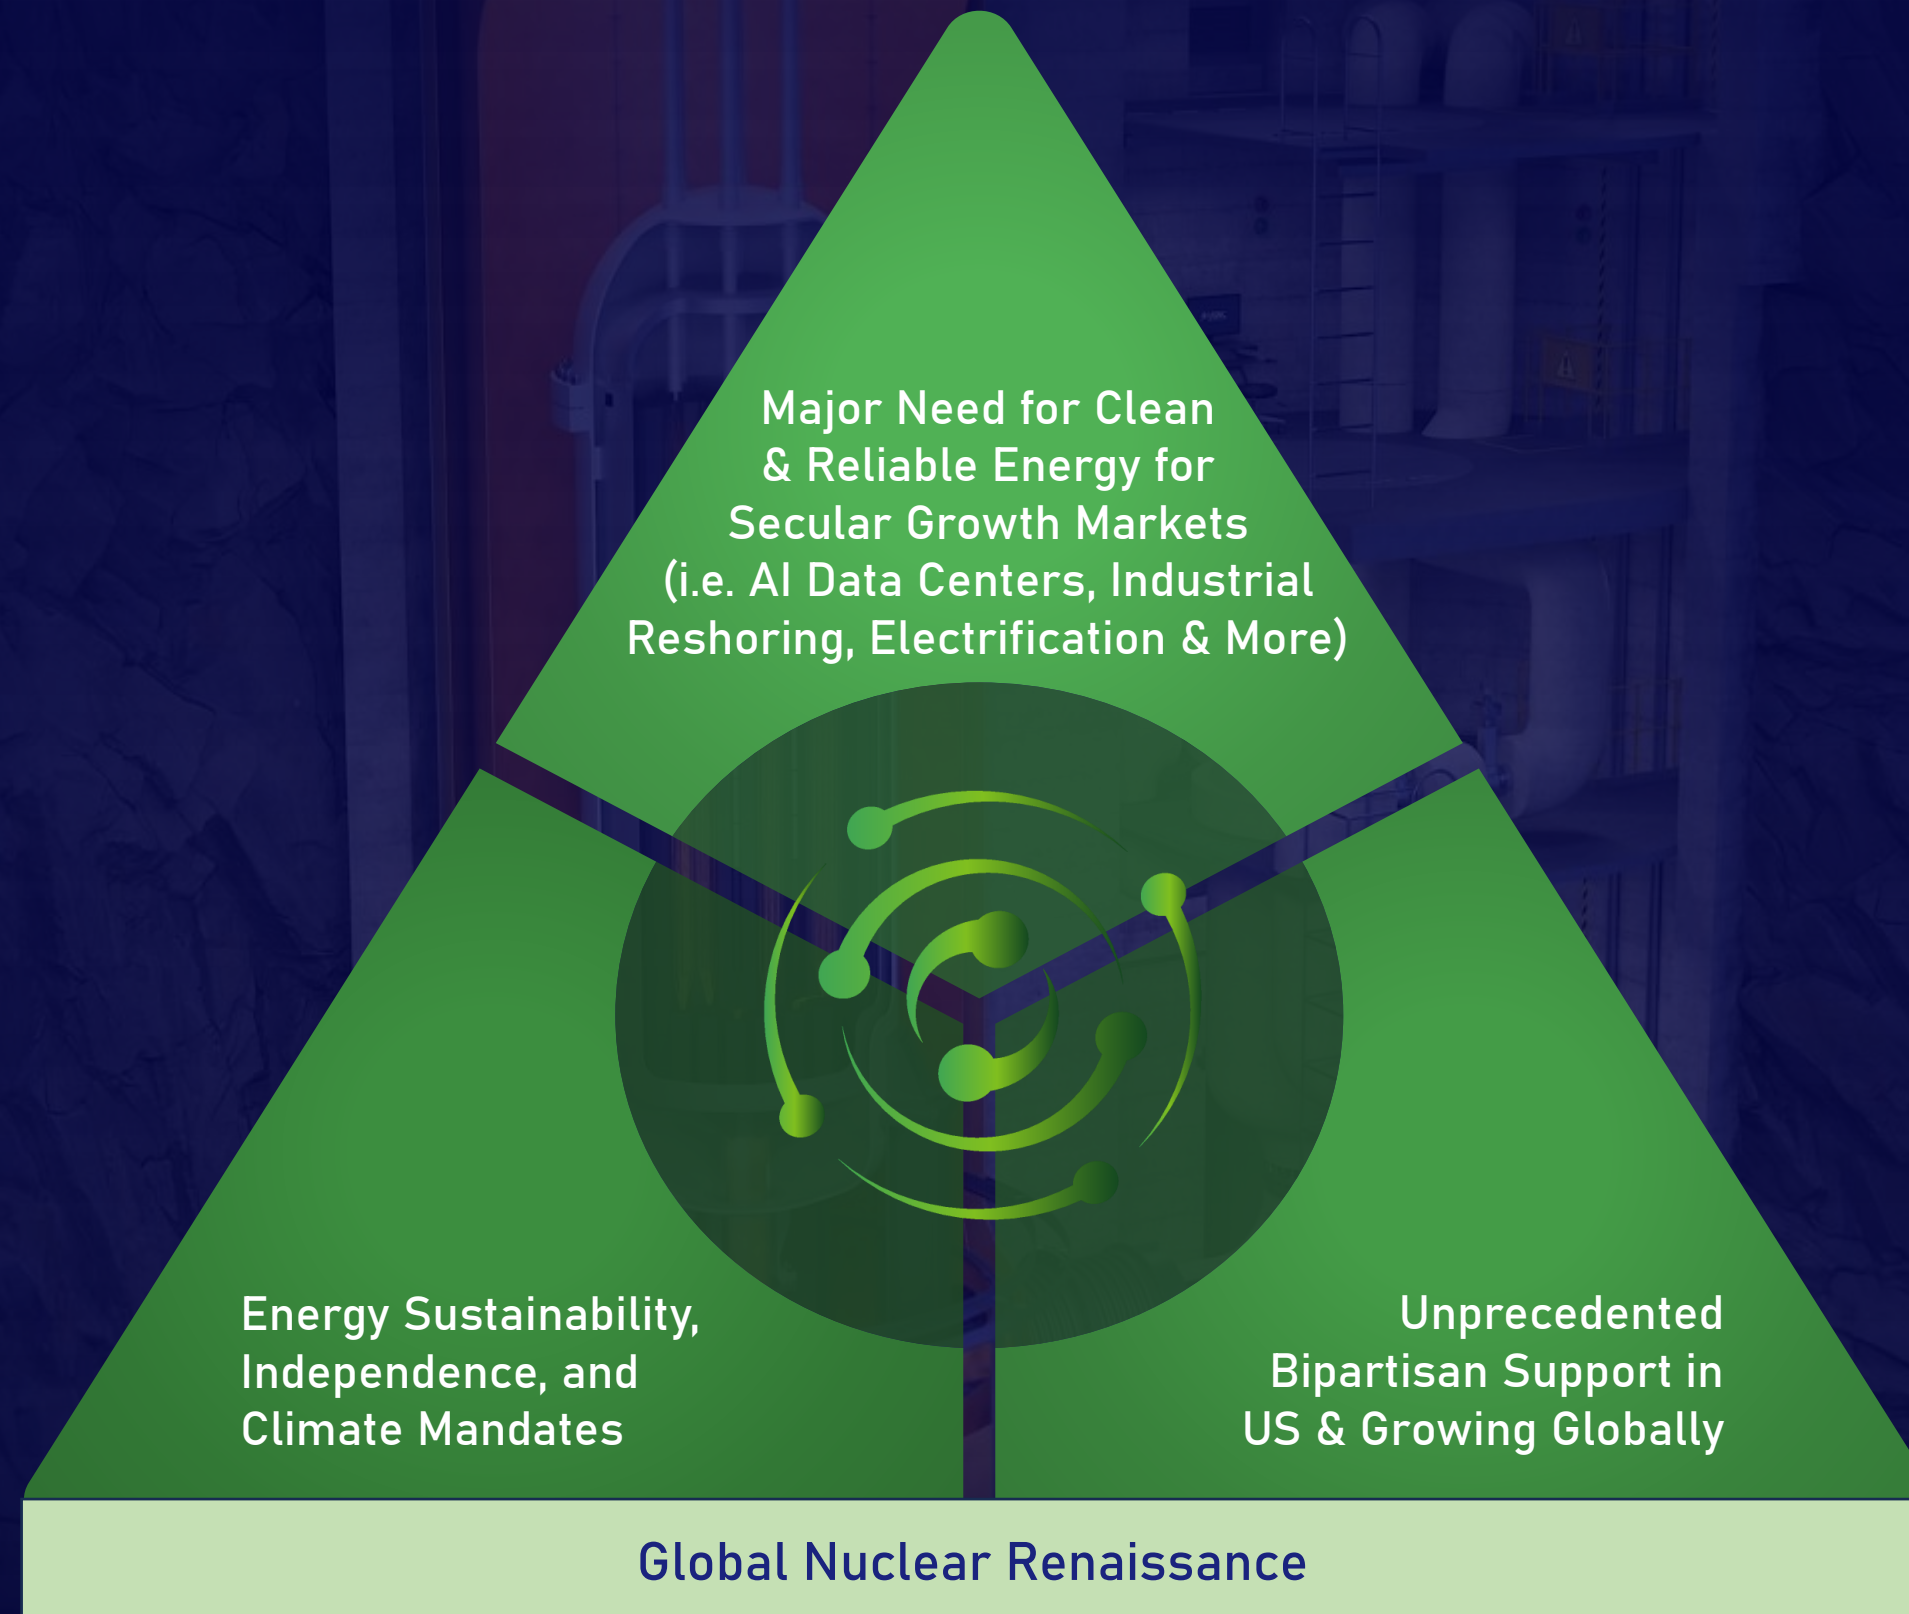 Major Need for Clean
& Reliable Energy for
Secular Growth Markets
(i.e. AI Data Centers, Industrial
Reshoring, Electrification & More)
Energy Sustainability,
Independence, and
Climate Mandates
Unprecedented
Bipartisan Support in
US & Growing Globally
Global Nuclear Renaissance